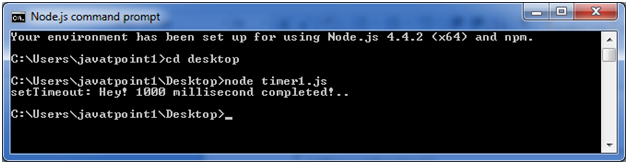 Node.js command prompt
Your environment has been set up for using Node.js 4.4.2 (x64) and npm.
C:\Users\javatpoint1>cd desktop
C:\Users\javatpoint1\Desktop>node timer1.js
setTimeout: Hey! 1000 millisecond completed!..
C:\Users\javatpoint1\Desktop>_